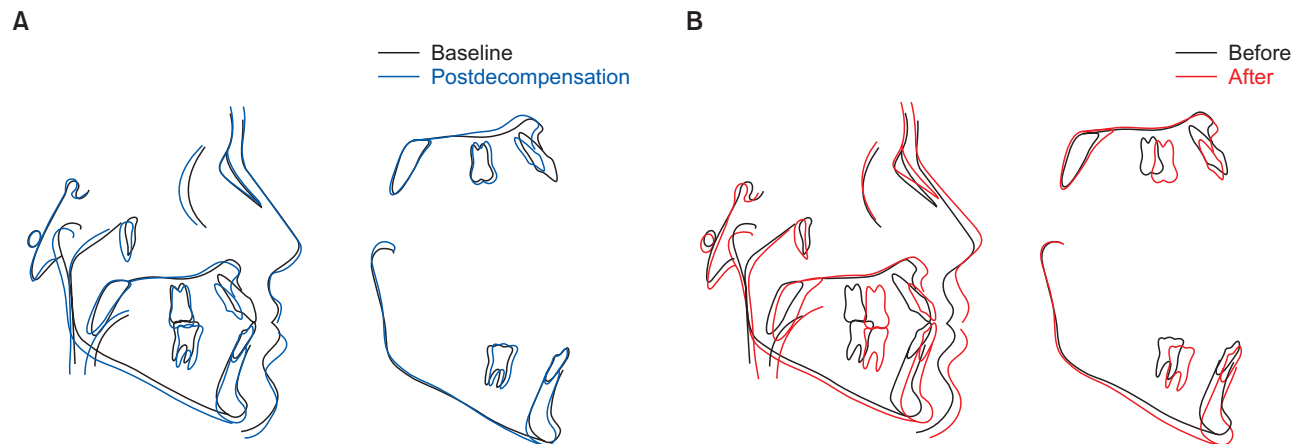 A
Baseline
Postdecompensation
B
Before
After